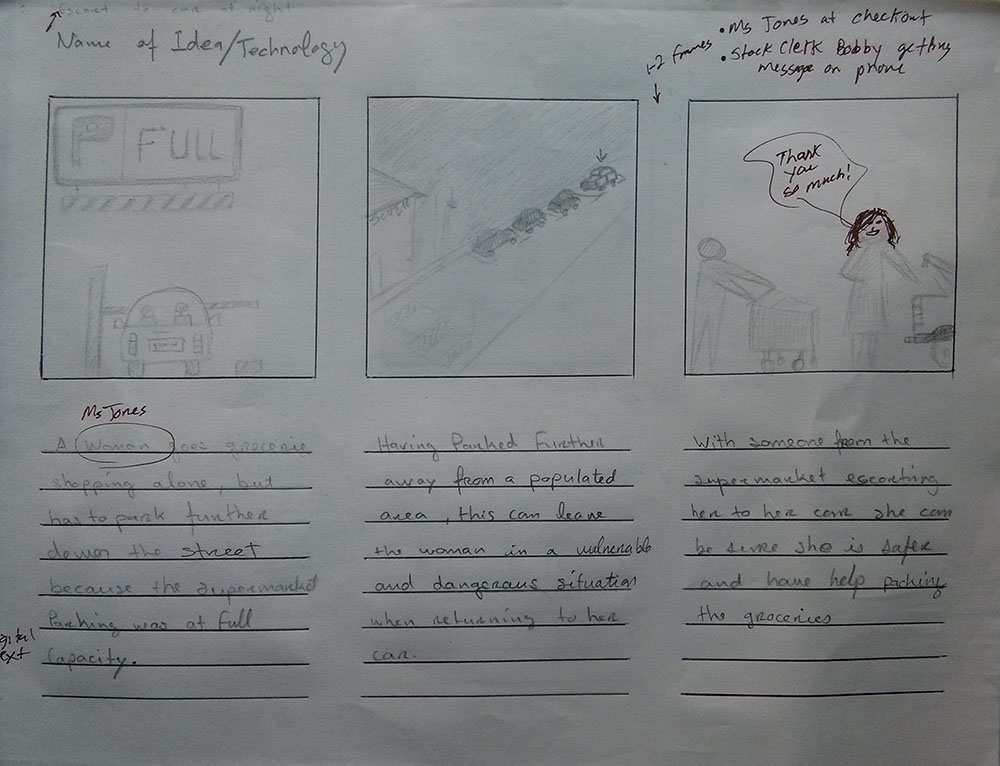 Escort to car at night
Name of Idea/Technology
1-2 frames
• Ms Jones at checkout
• Stock Clerk Bobby getting
message on phone
P FULL
SUPER
Thank
you
so much!
Ms Jones
A Woman goes grocerie
shopping alone, but
has to park further
down the street
because the supermarket
Parking was at full
Capacity.
Having Parked Further
away from a populated
area, this can leave
the woman in a vulnerable
and dangerous situation
when returning to her
car.
With someone from the
supermarket escorting
her to her car she can
be sure she is safer
and have help packing
the groceries